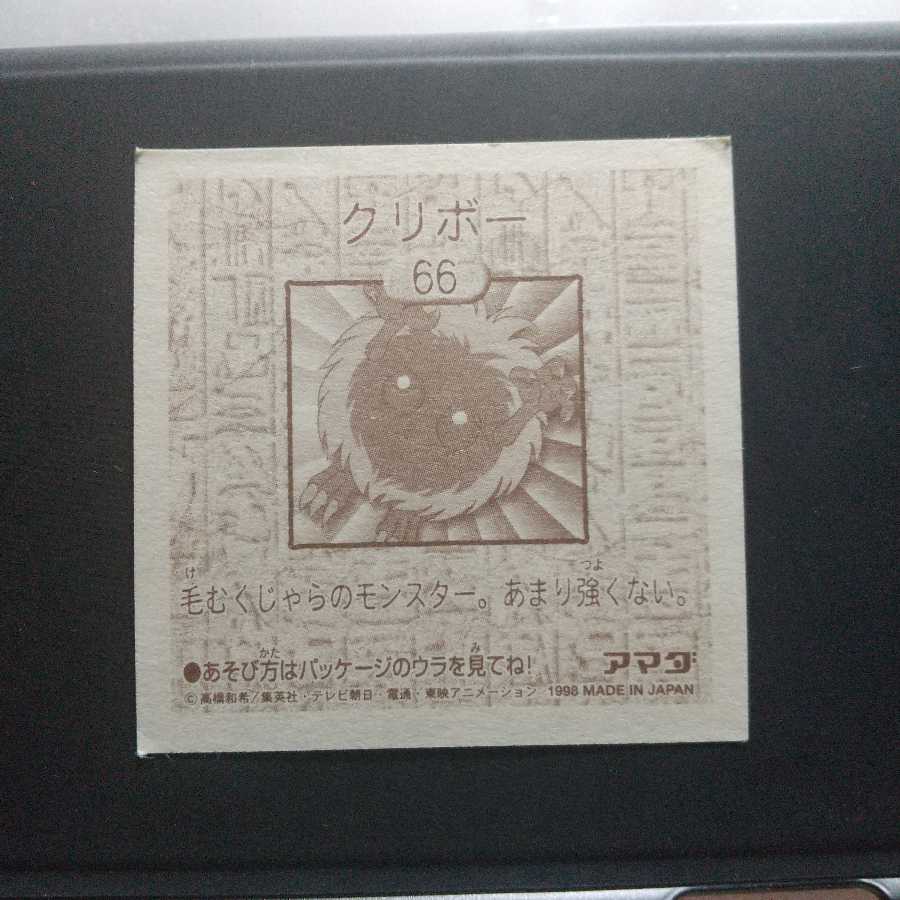 クリボー
66
毛むくじゃらのモンスター。あまり強くない。
●あそび方はパッケージのウラを見てね! アマダ
©高橋和希/集英社・テレビ朝日・電通・東映アニメーション 1998 MADE IN JAPAN